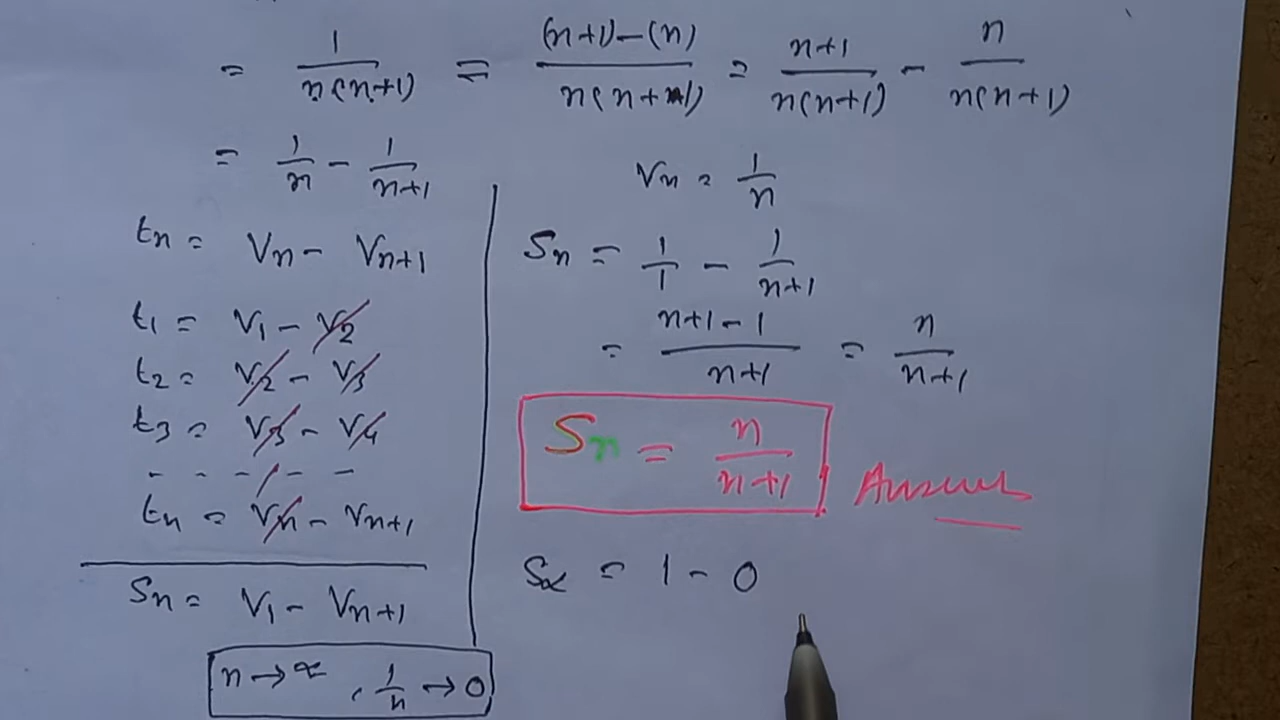 = 1/n(n+1) = (n+1)-(n)/n(n+1) = n+1/n(n+1) - n/n(n+1)
= 1/n - 1/n+1
Vn = 1/n
tn = Vn - Vn+1
t1 = V1 - V2
t2 = V2 - V3
t3 = V3 - V4
- - - - -
tn = Vn - Vn+1
Sn = V1 - Vn+1
n→∞, 1/n→0
Sn = 1/1 - 1/n+1
= n+1-1/n+1 = n/n+1
Sn = n/n+1 Answer
S∞ = 1 - 0